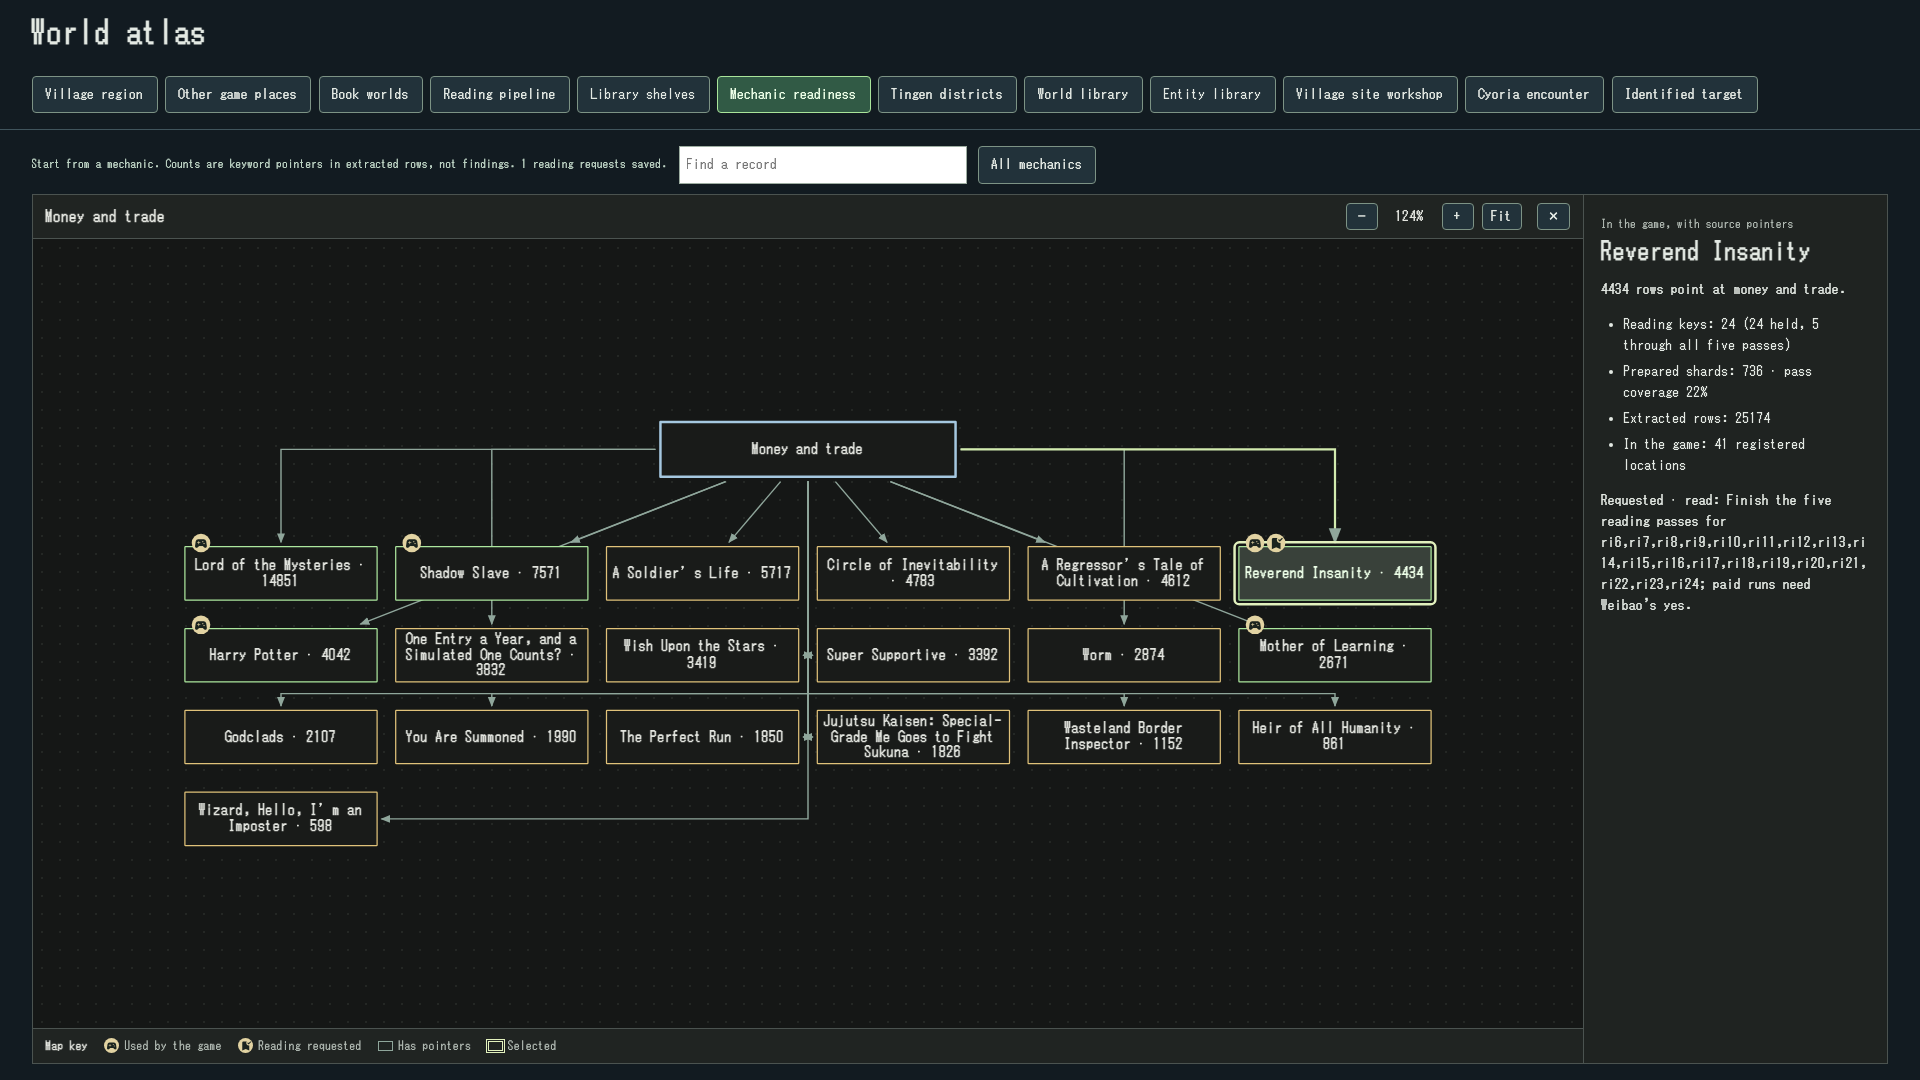 World atlas
Village region
Other game places
Book worlds
Reading pipeline
Library shelves
Mechanic readiness
Tingen districts
World library
Entity library
Village site workshop
Cyoria encounter
Identified target
Start from a mechanic. Counts are keyword pointers in extracted rows, not findings. 1 reading requests saved.
Find a record
All mechanics
Money and trade
−
124%
+
Fit
×
Money and trade
Lord of the Mysteries ·
14851
Shadow Slave · 7571
A Soldier's Life · 5717
Circle of Inevitability
· 4783
A Regressor's Tale of
Cultivation · 4612
Reverend Insanity · 4434
Harry Potter · 4042
One Entry a Year, and a
Simulated One Counts? ·
3832
Wish Upon the Stars ·
3419
Super Supportive · 3392
Worm · 2874
Mother of Learning ·
2671
Godclads · 2107
You Are Summoned · 1990
The Perfect Run · 1850
Jujutsu Kaisen: Special-
Grade Me Goes to Fight
Sukuna · 1826
Wasteland Border
Inspector · 1152
Heir of All Humanity ·
861
Wizard, Hello, I'm an
Imposter · 598
Map key
Used by the game
Reading requested
Has pointers
Selected
In the game, with source pointers
Reverend Insanity
4434 rows point at money and trade.
• Reading keys: 24 (24 held, 5
through all five passes)
• Prepared shards: 736 · pass
coverage 22%
• Extracted rows: 25174
• In the game: 41 registered
locations
Requested · read: Finish the five
reading passes for
ri6,ri7,ri8,ri9,ri10,ri11,ri12,ri13,ri
14,ri15,ri16,ri17,ri18,ri19,ri20,ri21,
ri22,ri23,ri24; paid runs need
Weibao's yes.